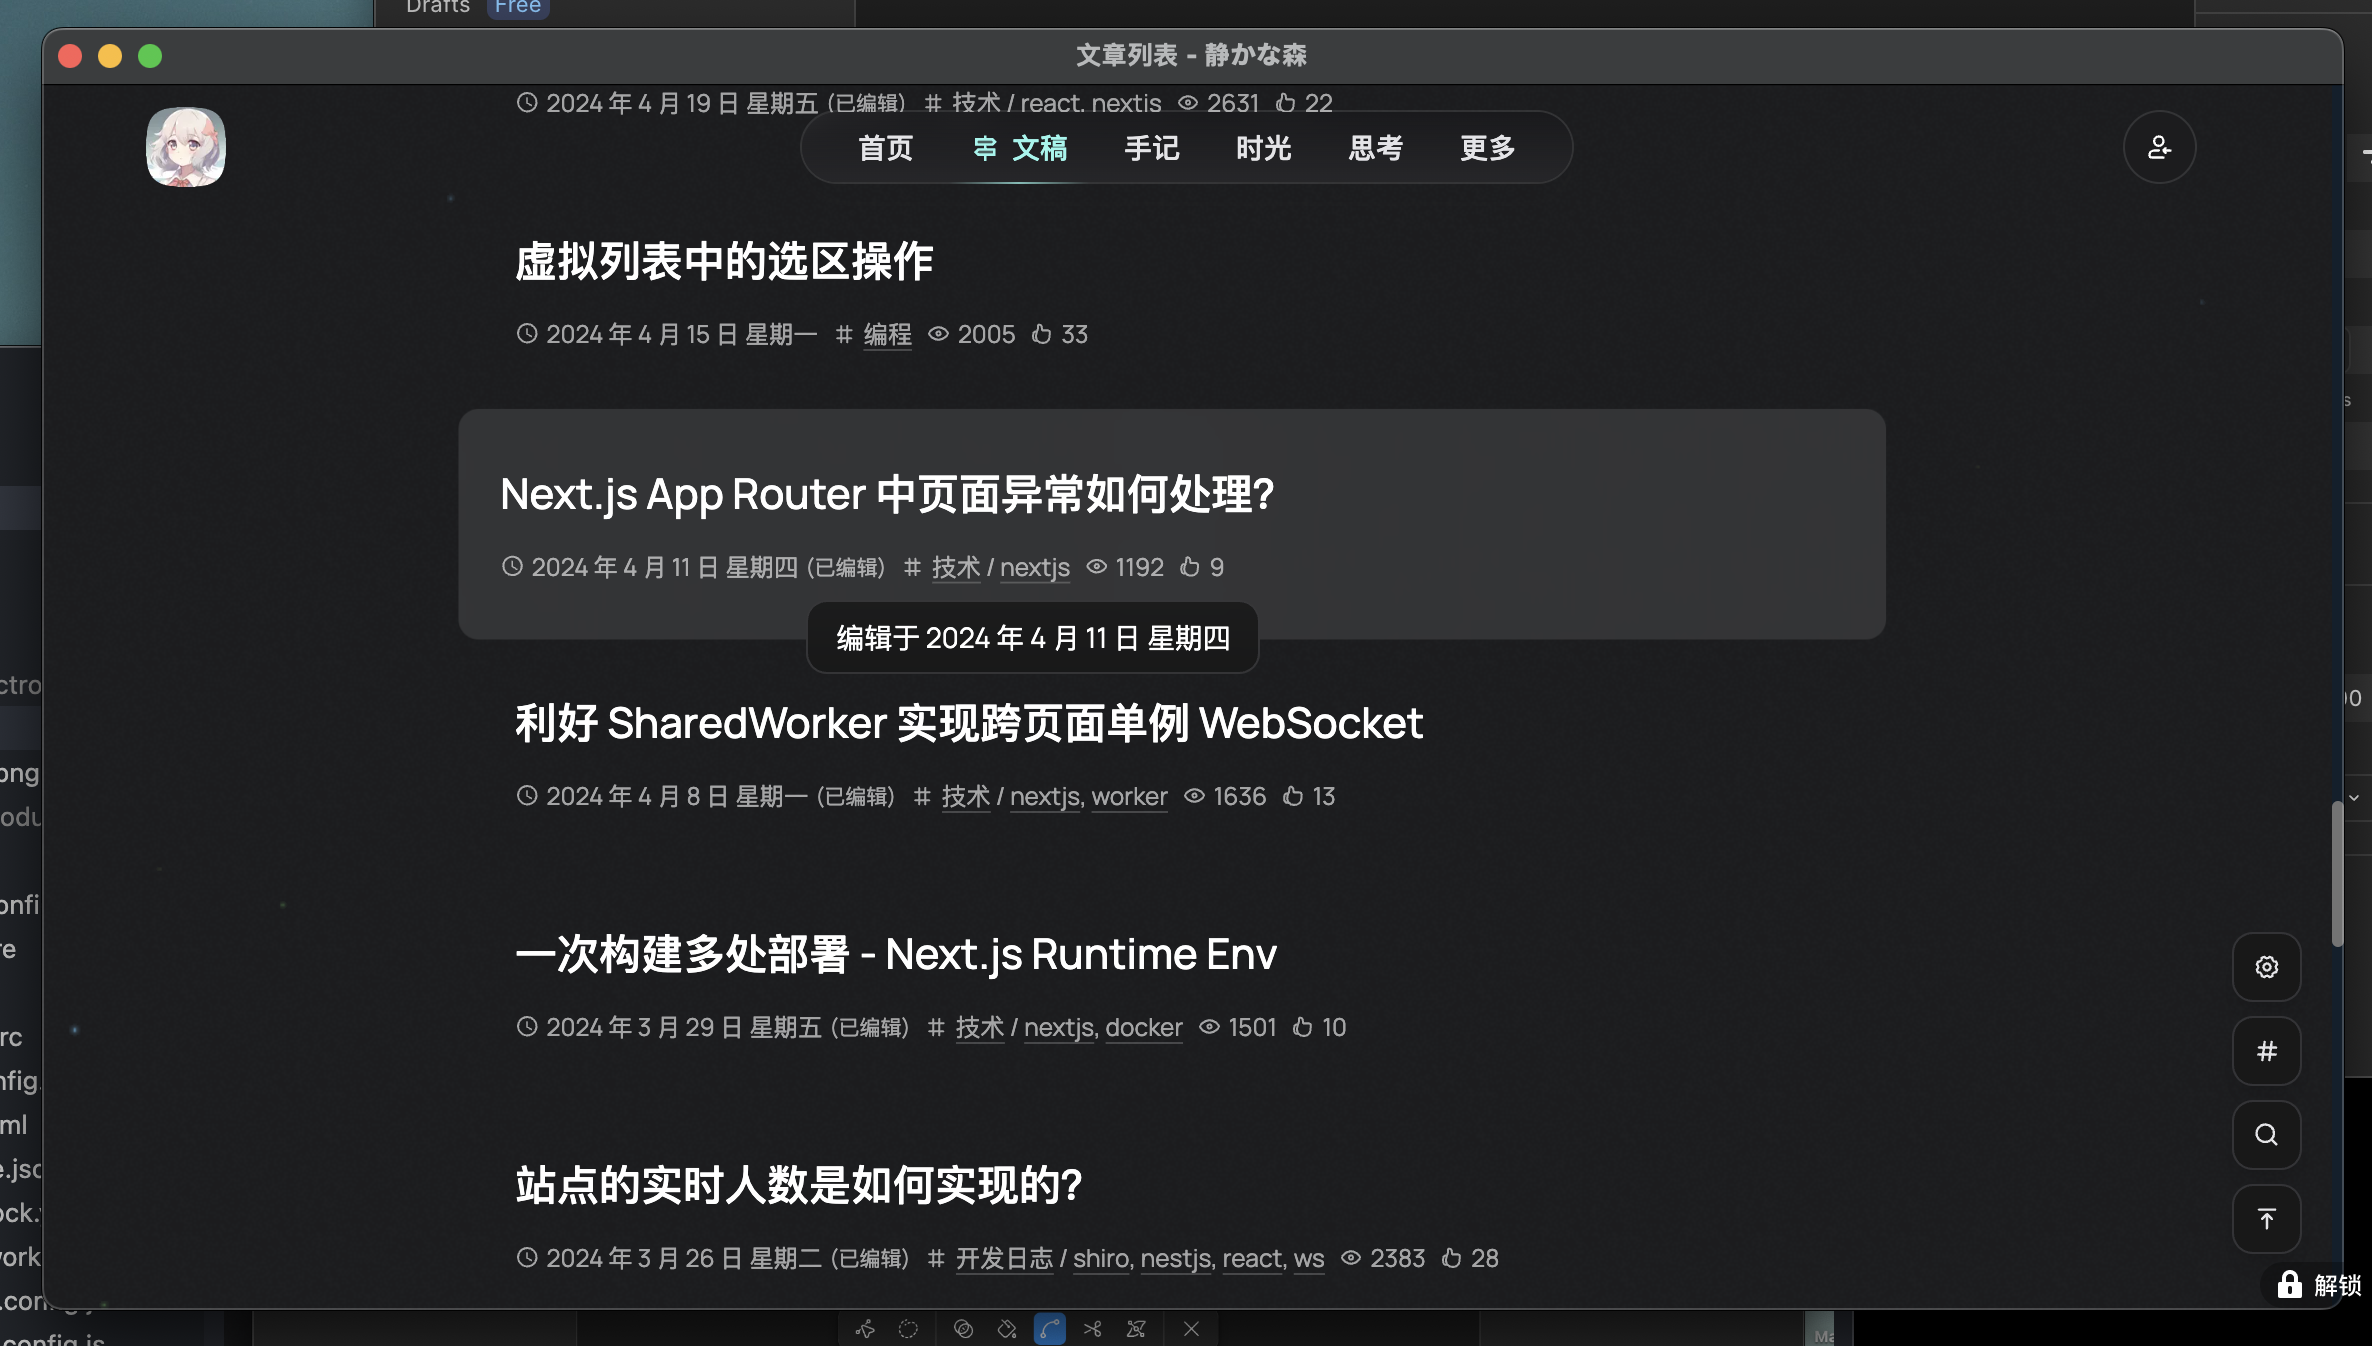 Drafts Free
文章列表 - 静かな森
2024 年 4 月 19 日 星期五 (已编辑) # 技术 / react, nextjs 2631 22
首页 文稿 手记 时光 思考 更多
虚拟列表中的选区操作
2024 年 4 月 15 日 星期一 # 编程 2005 33
Next.js App Router 中页面异常如何处理?
2024 年 4 月 11 日 星期四 (已编辑) # 技术 / nextjs 1192 9
编辑于 2024 年 4 月 11 日 星期四
利好 SharedWorker 实现跨页面单例 WebSocket
2024 年 4 月 8 日 星期一 (已编辑) # 技术 / nextjs, worker 1636 13
一次构建多处部署 - Next.js Runtime Env
2024 年 3 月 29 日 星期五 (已编辑) # 技术 / nextjs, docker 1501 10
站点的实时人数是如何实现的?
2024 年 3 月 26 日 星期二 (已编辑) # 开发日志 / shiro, nestjs, react, ws 2383 28
解锁